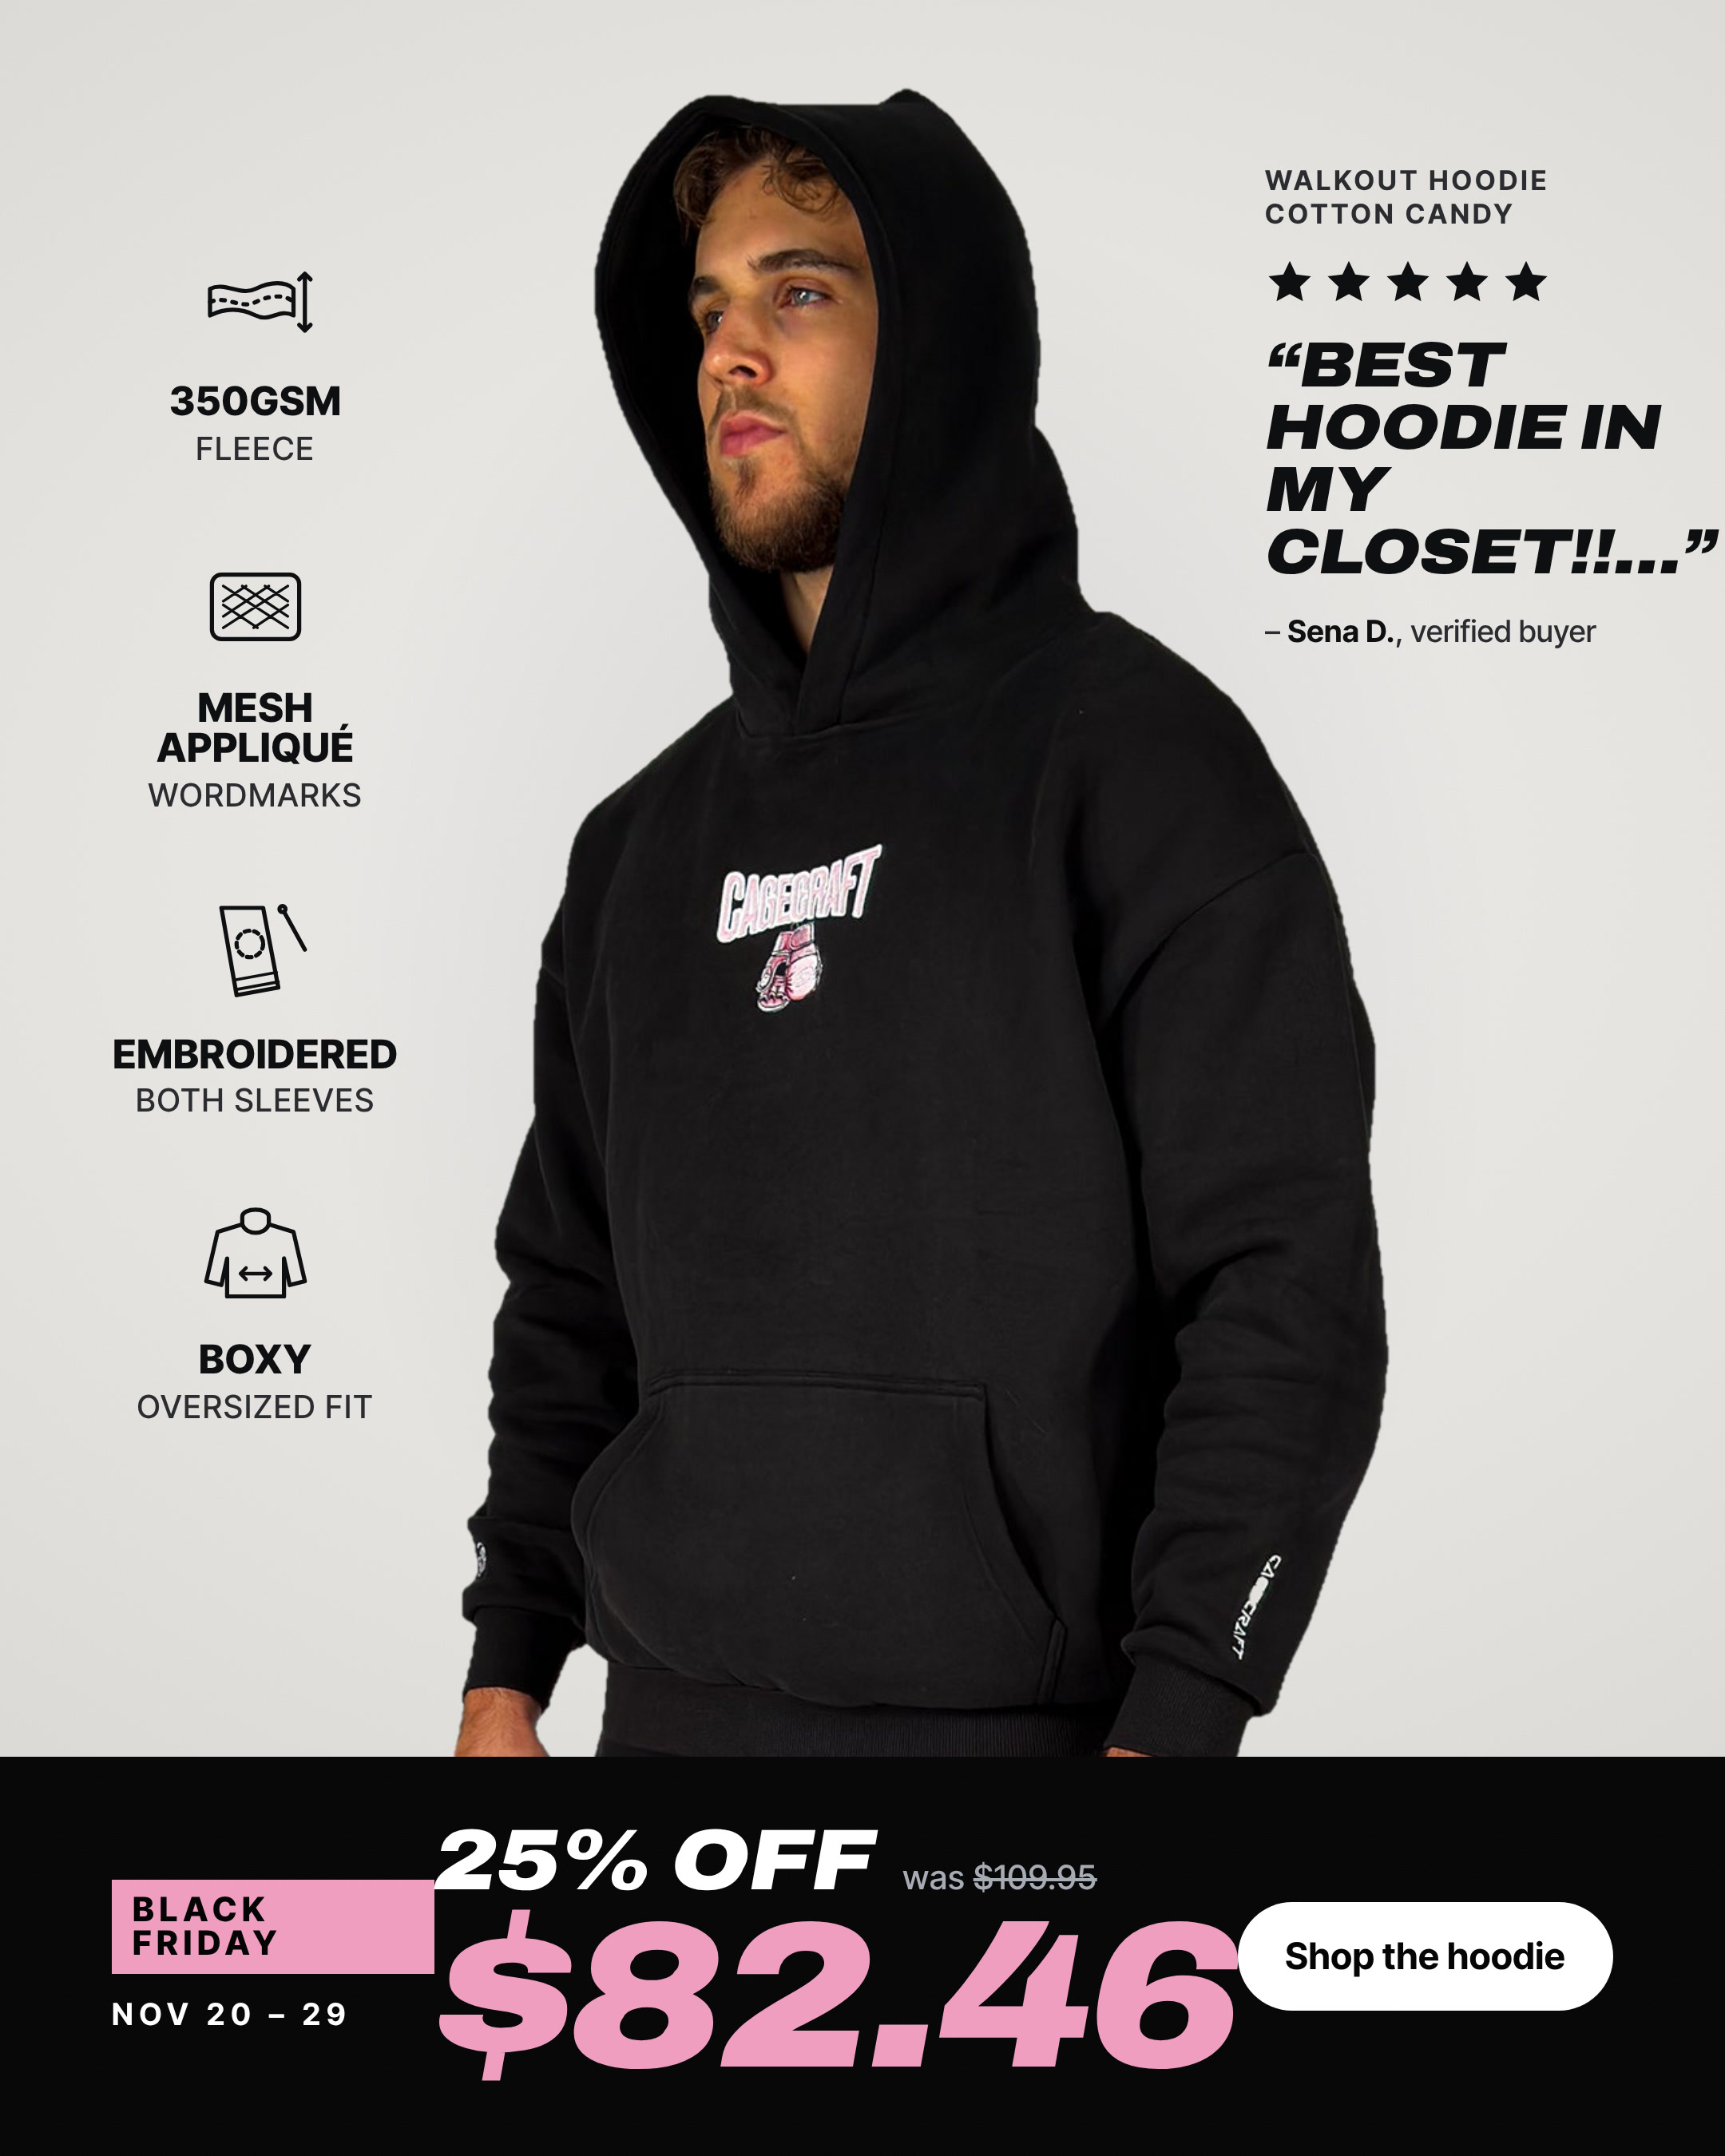 WALKOUT HOODIE
COTTON CANDY
“BEST
HOODIE IN
MY
CLOSET!!...”
– Sena D., verified buyer
350GSM
FLEECE
MESH
APPLIQUÉ
WORDMARKS
EMBROIDERED
BOTH SLEEVES
BOXY
OVERSIZED FIT
CAGECRAFT
CAGECRAFT
BLACK
FRIDAY
NOV 20 – 29
25% OFF was $109.95
$82.46
Shop the hoodie